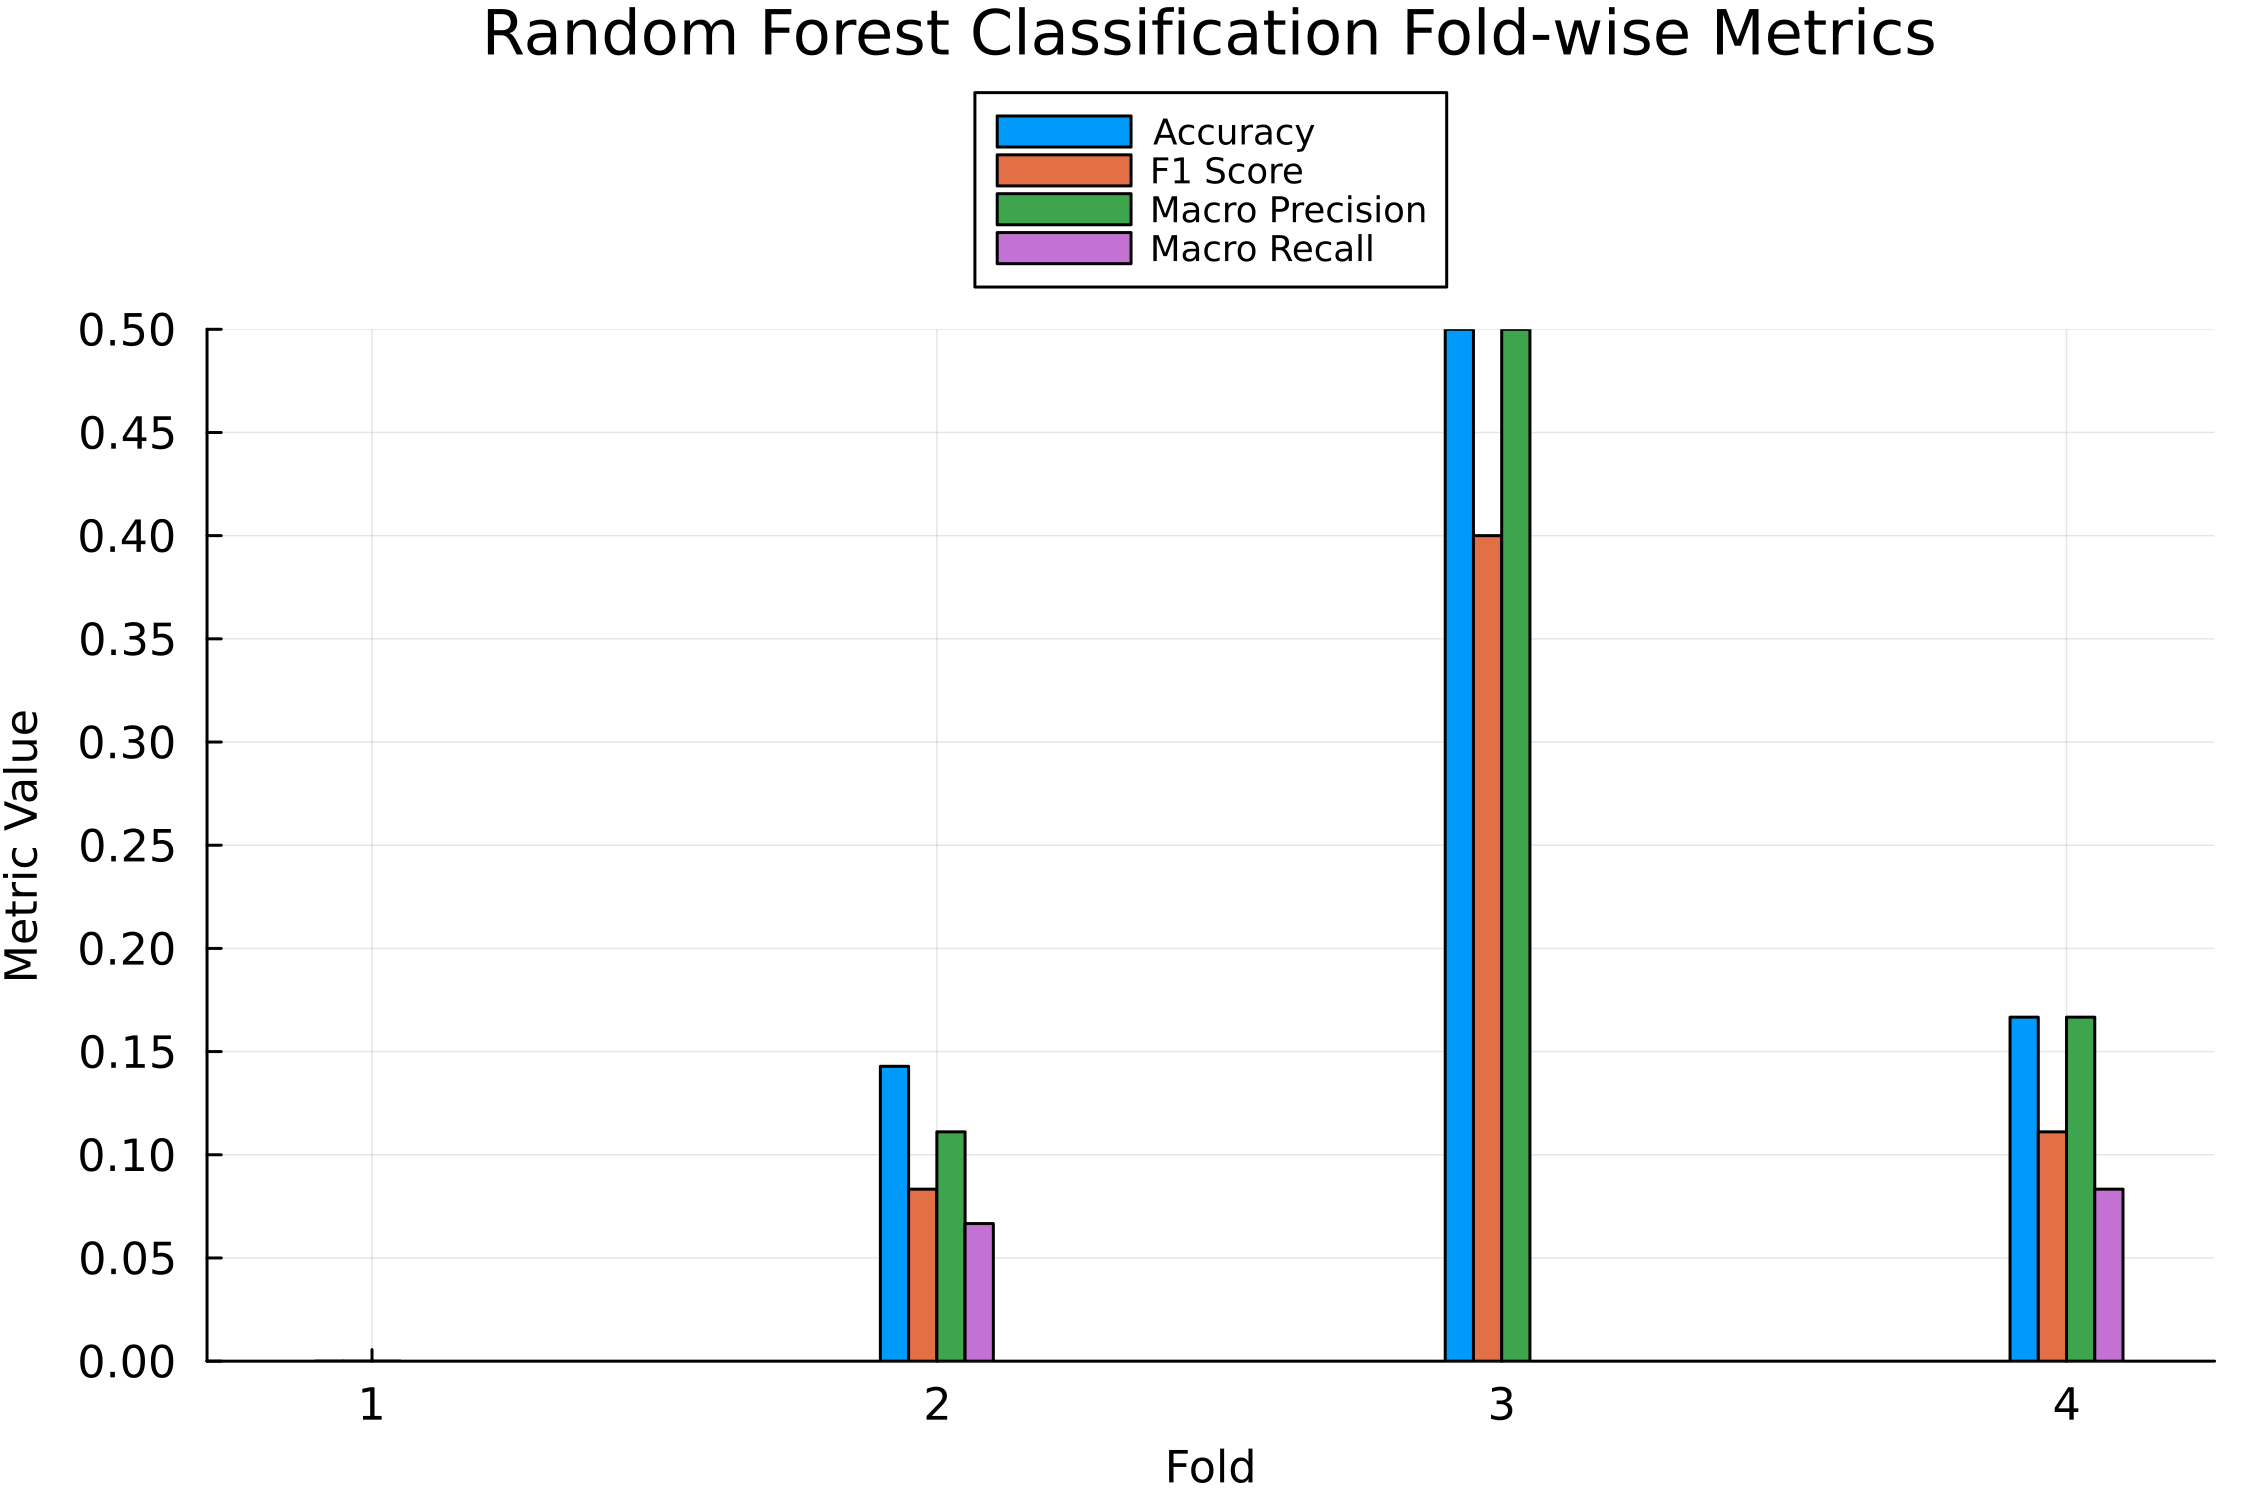 Random Forest Classification Fold-wise Metrics
Accuracy
F1 Score
Macro Precision
Macro Recall
0.50
0.45
0.40
0.35
0.30
0.25
0.20
0.15
0.10
0.05
0.00
Metric Value
1 2 3 4
Fold